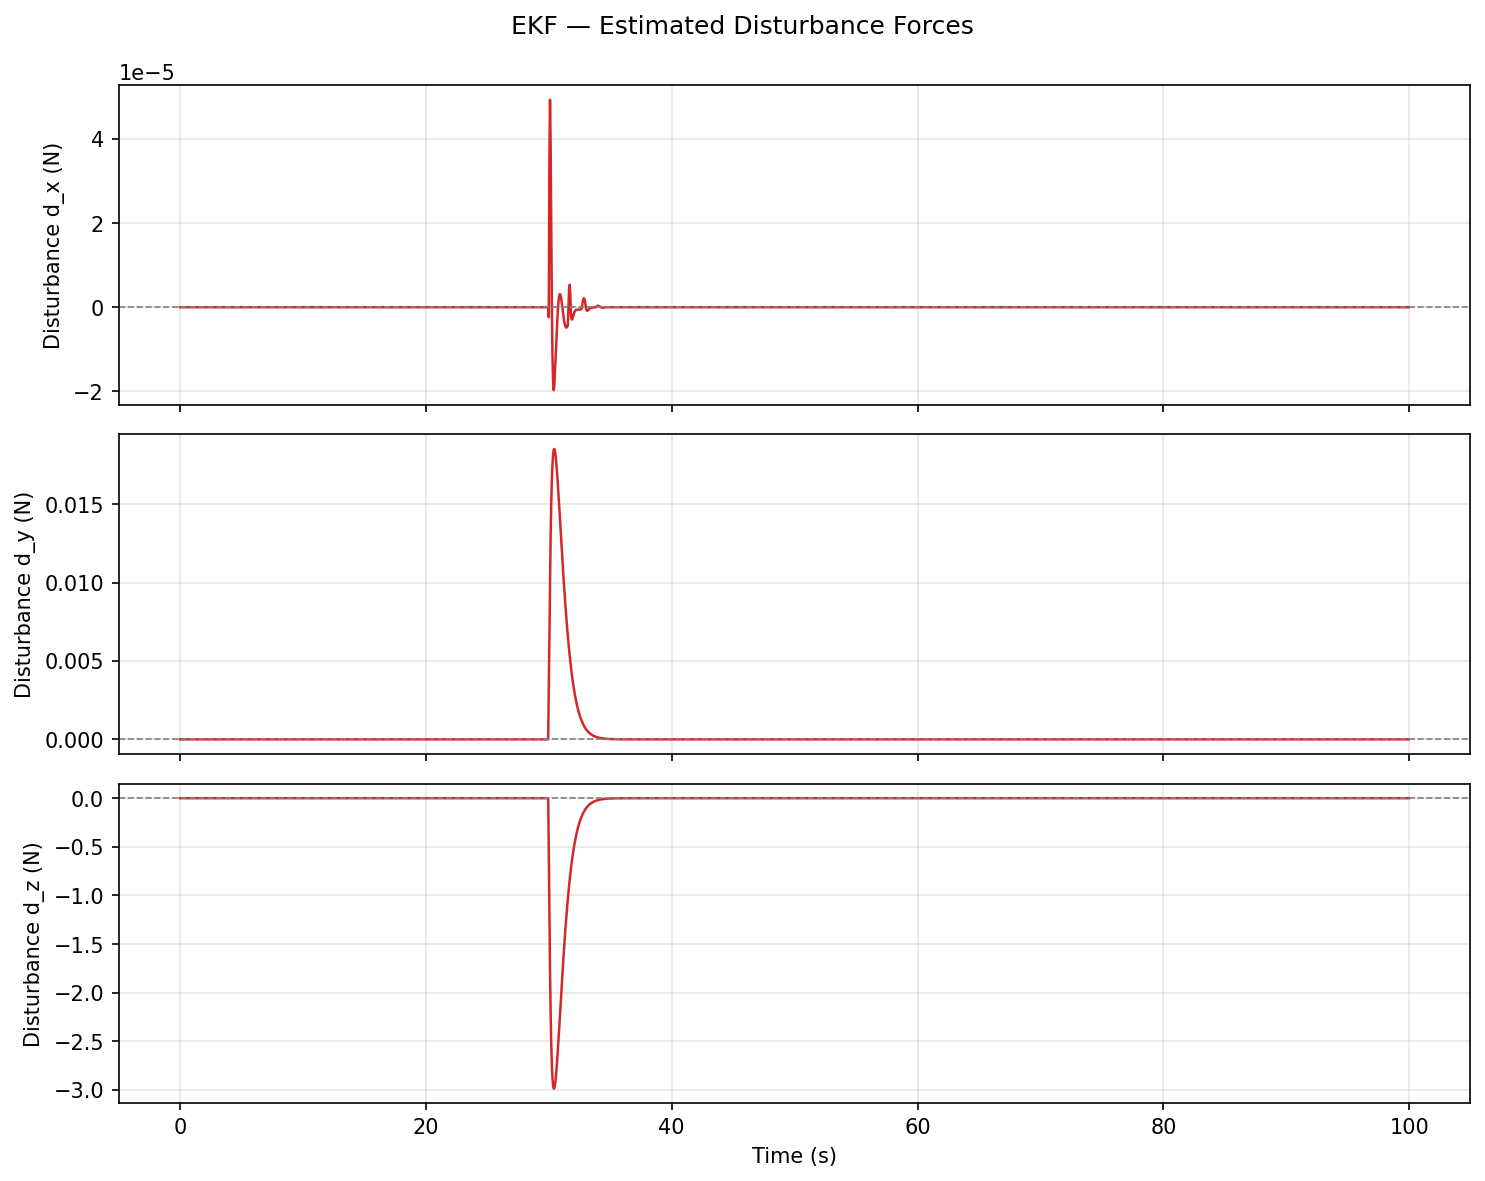 EKF — Estimated Disturbance Forces
1e−5
Disturbance d_x (N)
4
2
0
−2
Disturbance d_y (N)
0.015
0.010
0.005
0.000
Disturbance d_z (N)
0.0
−0.5
−1.0
−1.5
−2.0
−2.5
−3.0
0 20 40 60 80 100
Time (s)